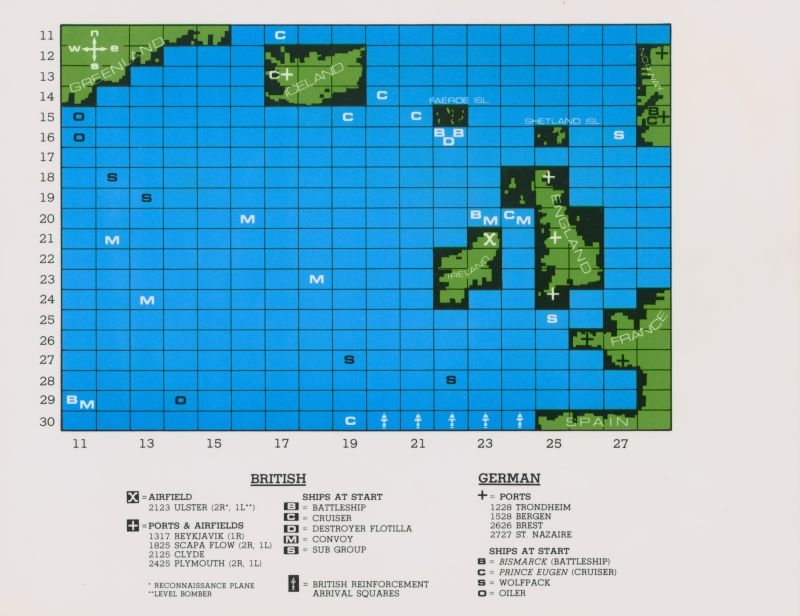 11
n
w e
s
C
12
GREENLAND
NORWAY
13
C
ICELAND
14
C
FAEROE ISL.
15
O
C
C
B
C
SHETLAND ISL.
16
O
B B
D
S
17
18
S
19
S
ENGLAND
20
M
B M
C M
21
M
X
22
IRELAND
23
M
24
M
25
S
FRANCE
26
27
S
28
S
29
B M
O
30
C
SPAIN
11 13 15 17 19 21 23 25 27
BRITISH
X = AIRFIELD
2123 ULSTER (2R*, 1L**)
+ = PORTS & AIRFIELDS
1317 REYKJAVIK (1R)
1825 SCAPA FLOW (2R, 1L)
2125 CLYDE
2425 PLYMOUTH (2R, 1L)
* RECONNAISSANCE PLANE
**LEVEL BOMBER
SHIPS AT START
B = BATTLESHIP
C = CRUISER
D = DESTROYER FLOTILLA
M = CONVOY
S = SUB GROUP
= BRITISH REINFORCEMENT
ARRIVAL SQUARES
GERMAN
+ = PORTS
1228 TRONDHEIM
1528 BERGEN
2626 BREST
2727 ST. NAZAIRE
SHIPS AT START
B = BISMARCK (BATTLESHIP)
C = PRINCE EUGEN (CRUISER)
S = WOLFPACK
O = OILER